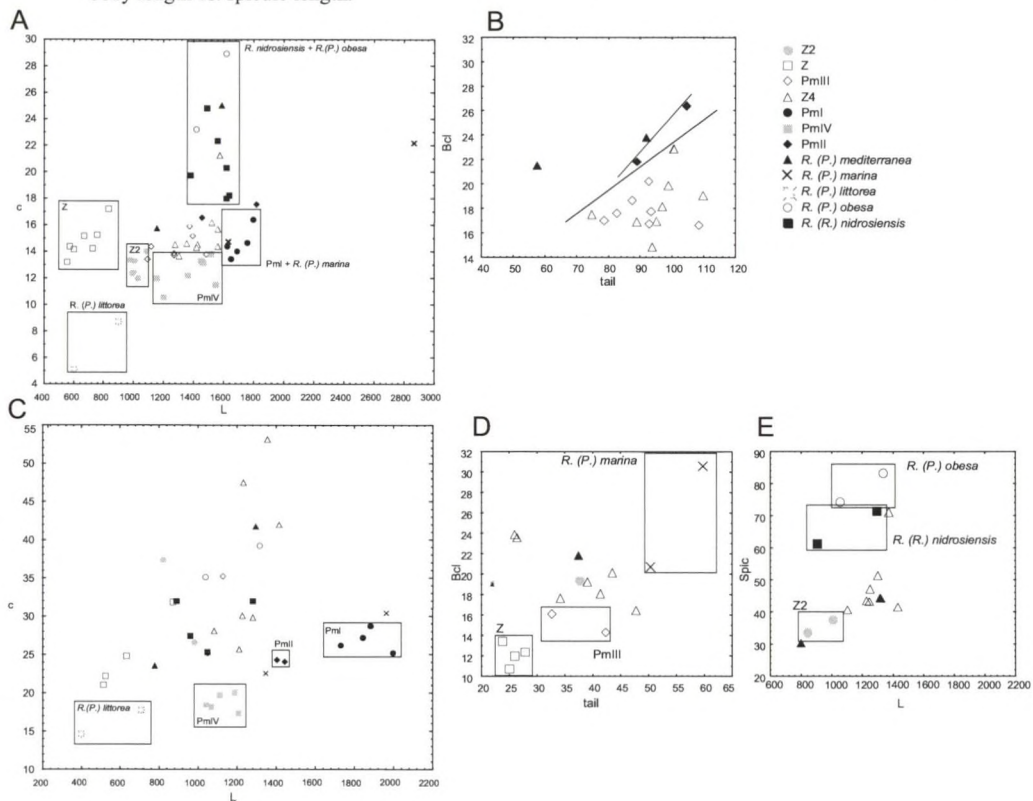 A
30
28
26
24
22
20
18
16
14
12
10
8
6
4
c
400 600 800 1000 1200 1400 1600 1800 2000 2200 2400 2600 2800 3000
L
R. nidrosiensis + R.(P.) obesa
Z
Z2
PmI + R. (P.) marina
PmIV
R. (P.) littorea
B
32
30
28
26
24
22
20
18
16
14
Bcl
40 50 60 70 80 90 100 110 120
tail
Z2
Z
PmIII
Z4
PmI
PmIV
PmII
R. (P.) mediterranea
R. (P.) marina
R. (P.) littorea
R. (P.) obesa
R. (R.) nidrosiensis
C
55
50
45
40
35
30
25
20
15
10
c
200 400 600 800 1000 1200 1400 1600 1800 2000 2200
L
PmI
PmII
PmIV
R.(P.) littorea
D
32
30
28
26
24
22
20
18
16
14
12
10
Bcl
20 25 30 35 40 45 50 55 60 65
tail
R. (P.) marina
Z
PmIII
E
90
80
70
60
50
40
30
20
Spic
600 800 1000 1200 1400 1600 1800 2000 2200
L
R. (P.) obesa
R. (R.) nidrosiensis
Z2